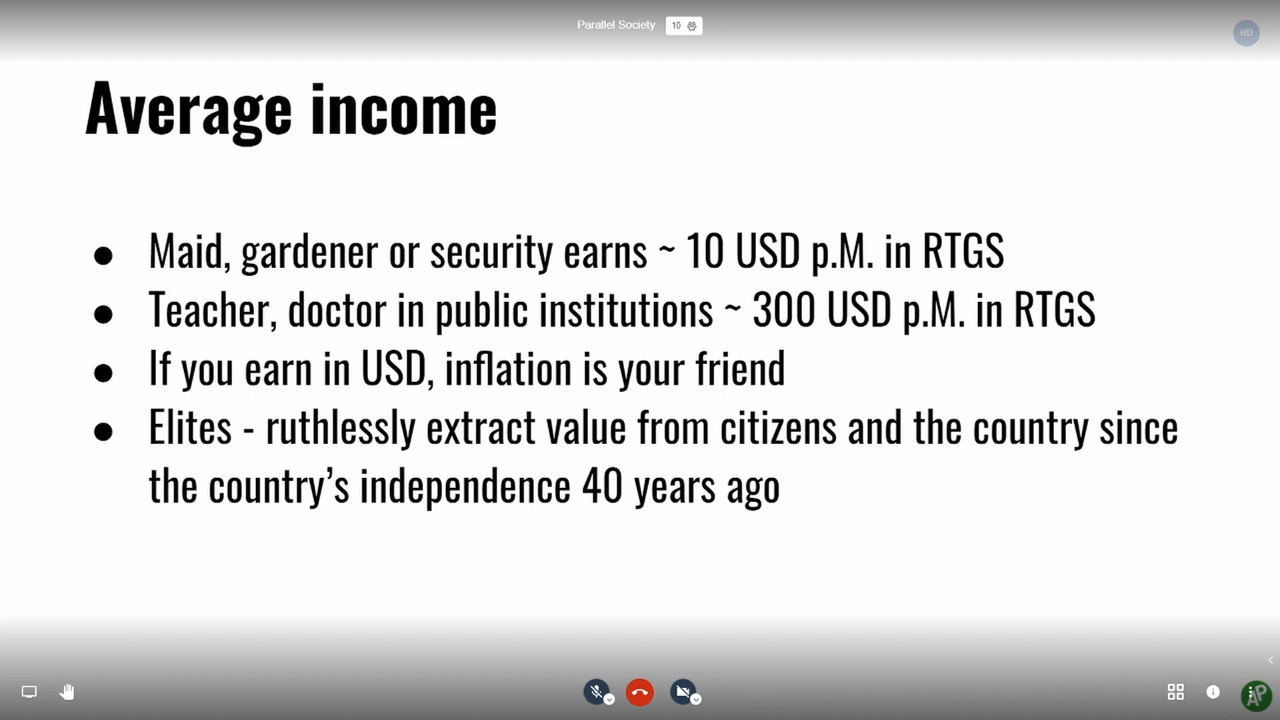 Parallel Society 10
HD
Average income
● Maid, gardener or security earns ~ 10 USD p.M. in RTGS
● Teacher, doctor in public institutions ~ 300 USD p.M. in RTGS
● If you earn in USD, inflation is your friend
● Elites - ruthlessly extract value from citizens and the country since
the country’s independence 40 years ago
AP